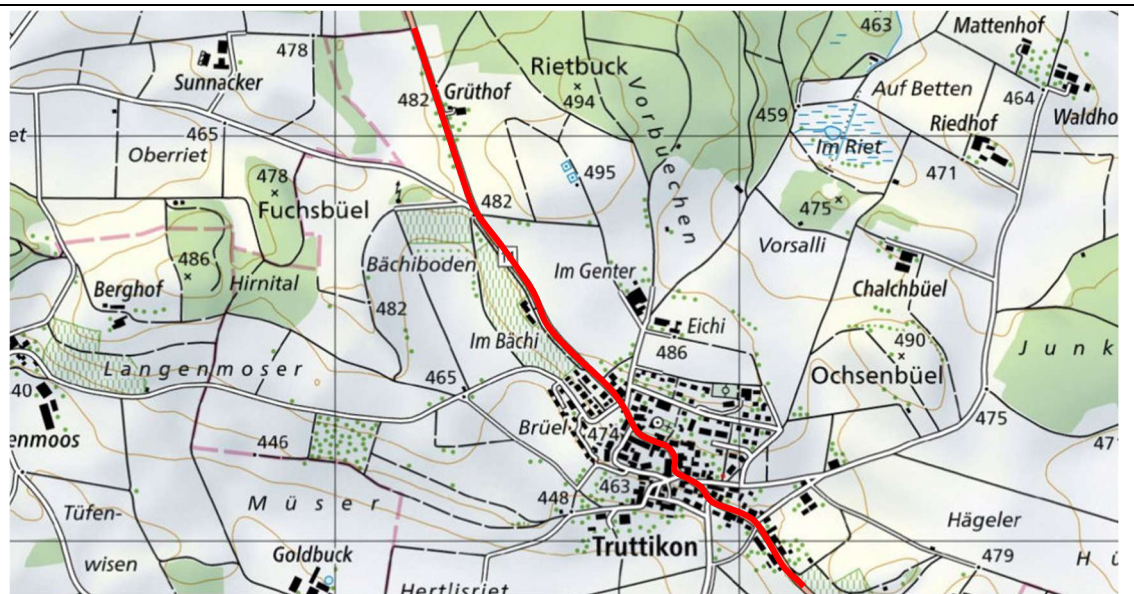 463
Mattenhof
478
Sunnacker
Rietbuck
482
Grüthof
494
Vorbuechen
Auf Betten
464
Waldho
459
465
et
Riedhof
Oberriet
Im Riet
495
471
478
Fuchsbüel
482
475
Vorsalli
486
Bächiboden
Im Genter
Hirnital
Berghof
Chalchbüel
482
Eichi
Im Bächi
486
490
Junk
Langenmoser
Ochsenbüel
40
465
475
Brüel
474
enmoos
446
47
463
448
Müser
Tüfen-
wisen
Hägeler
Truttikon
Goldbuck
479
Hü
Hertlisriet